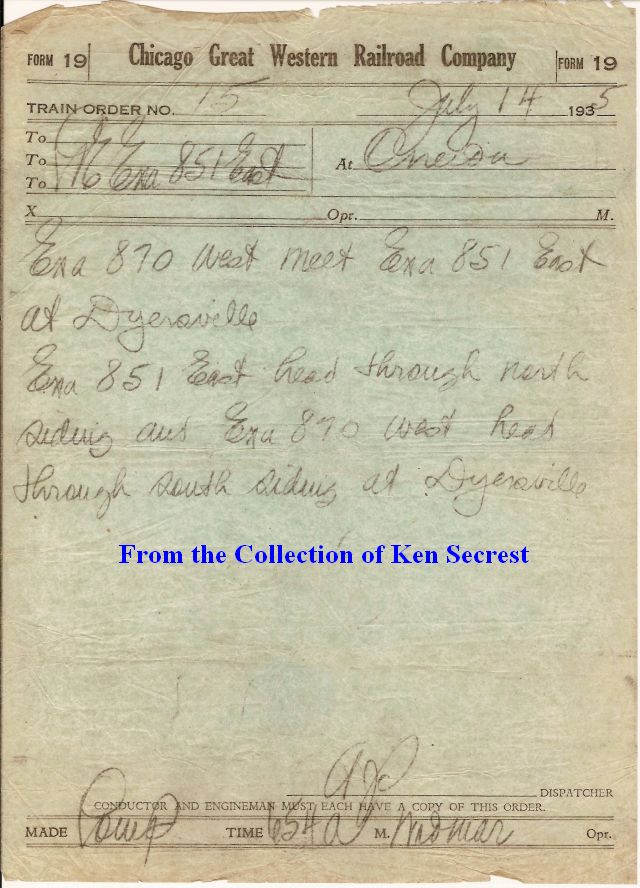 FORM 19 Chicago Great Western Railroad Company FORM 19
TRAIN ORDER NO. 15 July 14 1935
To
To C&E Exa 851 East At Oneida
To
X Opr. M.
Exa 870 West meet Exa 851 East
at Dyersville
Exa 851 East head through north
siding and Exa 870 West head
through south siding at Dyersville
From the Collection of Ken Secrest
AJP DISPATCHER
CONDUCTOR AND ENGINEMAN MUST EACH HAVE A COPY OF THIS ORDER.
MADE Comp TIME 654 a M. Widmar Opr.